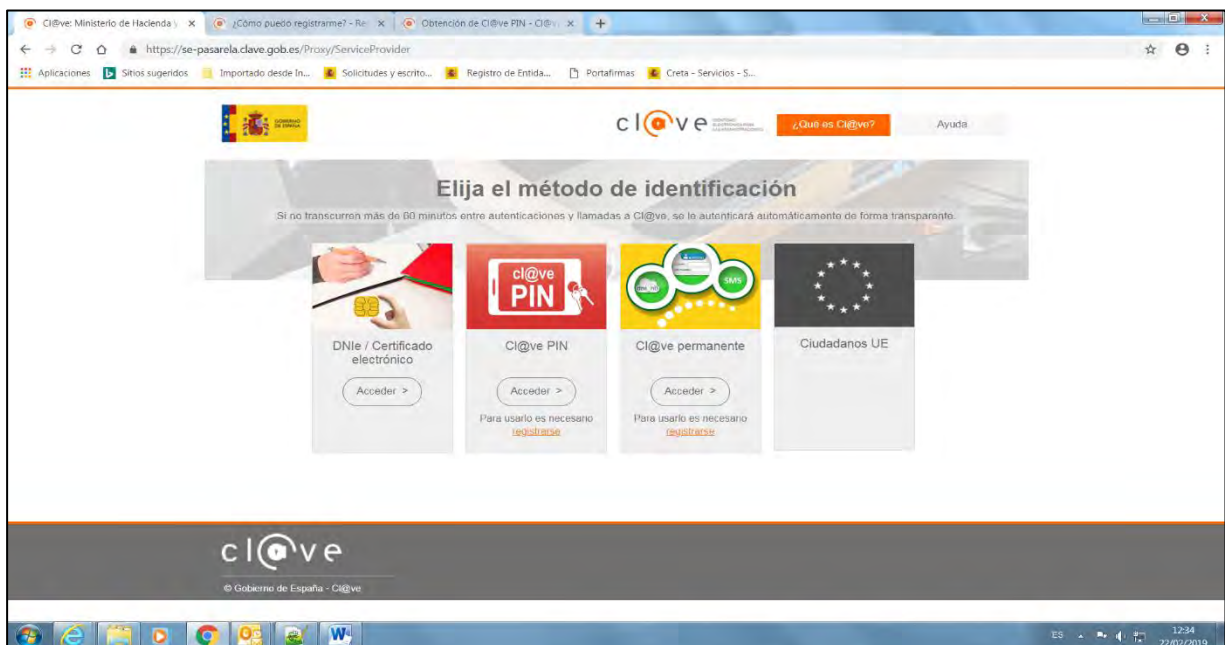 Cl@ve: Ministerio de Hacienda y
¿Cómo puedo registrarme? - Re
Obtención de Cl@ve PIN - Cl@v
https://se-pasarela.clave.gob.es/Proxy/ServiceProvider
Aplicaciones
Sitios sugeridos
Importado desde In...
Solicitudes y escrito...
Registro de Entida...
Portafirmas
Creta - Servicios - S...
GOBIERNO DE ESPAÑA
cl@ve
¿Qué es Cl@ve?
Ayuda
Elija el método de identificación
Si no transcurren más de 60 minutos entre autenticaciones y llamadas a Cl@ve, se le autenticará automáticamente de forma transparente.
cl@ve
PIN
SMS
DNIe / Certificado
electrónico
Acceder >
Cl@ve PIN
Acceder >
Para usarlo es necesario
registrarse
Cl@ve permanente
Acceder >
Para usarlo es necesario
registrarse
Ciudadanos UE
cl@ve
© Gobierno de España - Cl@ve
ES
12:34
22/02/2019